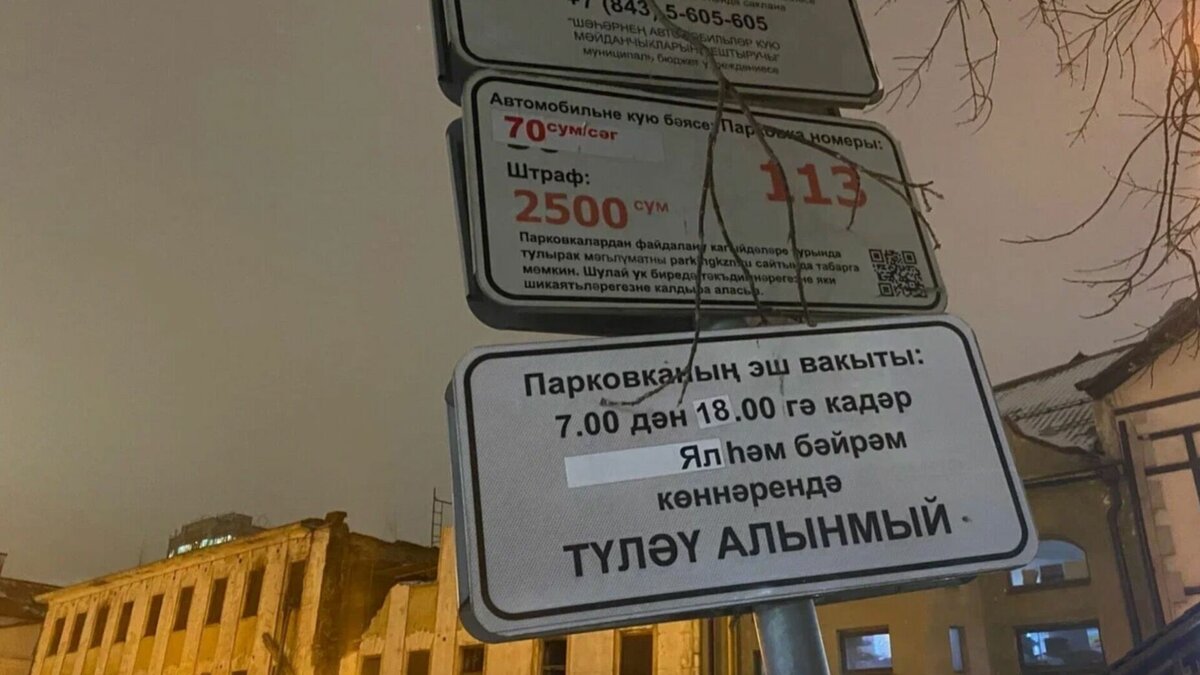 +7 (843) 5-605-605
"ШӘҺӘРНЕҢ АВТОМОБИЛЬЛӘР КУЮ
муниципаль бюджет учреждениесе
Автомобильне кую бәясе: Парковка номеры:
70 сум/сәг
113
Штраф:
2500 сум
Парковкалардан файдалану кагыйдәләре турында
тулырак мәгълүматны parkingkzn.ru сайтында табарга
мөмкин. Шулай ук биредә тәкъдимнәрегезне яки
шикаятьләрегезне калдыра аласыз.
Парковканың эш вакыты:
7.00 дән 18.00 гә кадәр
Ял һәм бәйрәм
көннәрендә
ТҮЛӘҮ АЛЫНМЫЙ